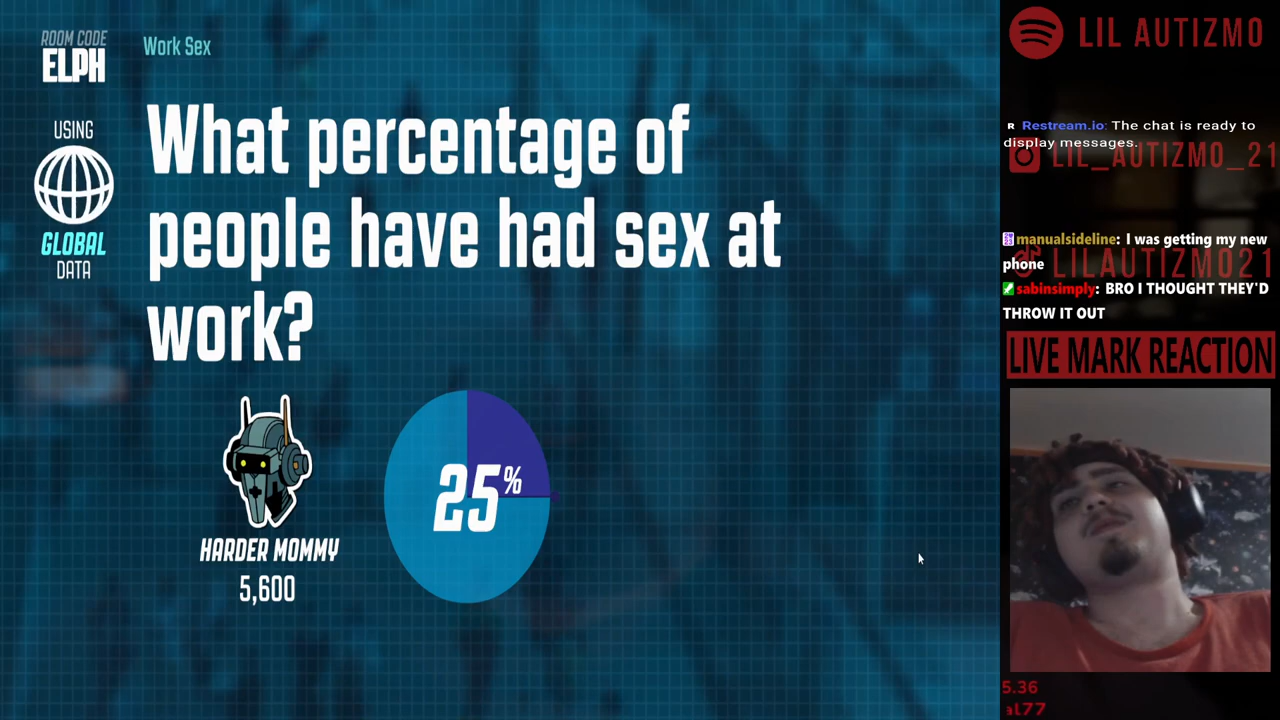 ROOM CODE
ELPH
Work Sex
USING
GLOBAL
DATA
What percentage of
people have had sex at
work?
25%
HARDER MOMMY
5,600
LIL AUTIZMO
Restream.io: The chat is ready to
display messages.
LIL_AUTIZMO_21
manualsideline: I was getting my new
phone
LILAUTIZMO21
sabinsimply: BRO I THOUGHT THEY'D
THROW IT OUT
LIVE MARK REACTION
5.36
al77